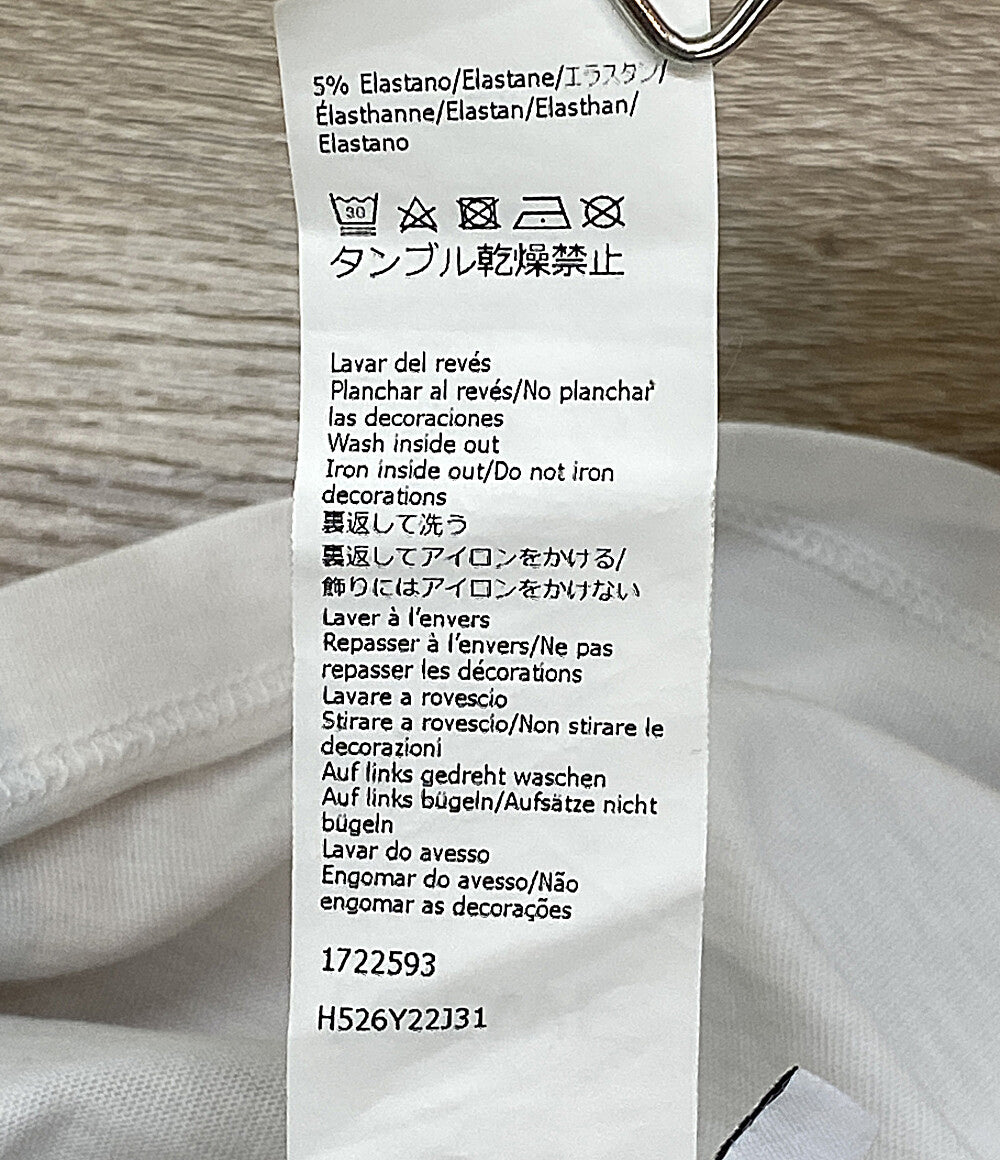 5% Elastano/Elastane/エラスタン/
Élasthanne/Elastan/Elasthan/
Elastano
30
タンブル乾燥禁止
Lavar del revés
Planchar al revés/No planchar
las decoraciones
Wash inside out
Iron inside out/Do not iron
decorations
裏返して洗う
裏返してアイロンをかける/
飾りにはアイロンをかけない
Laver à l'envers
Repasser à l'envers/Ne pas
repasser les décorations
Lavare a rovescio
Stirare a rovescio/Non stirare le
decorazioni
Auf links gedreht waschen
Auf links bügeln/Aufsätze nicht
bügeln
Lavar do avesso
Engomar do avesso/Não
engomar as decorações
1722593
H526Y22J31